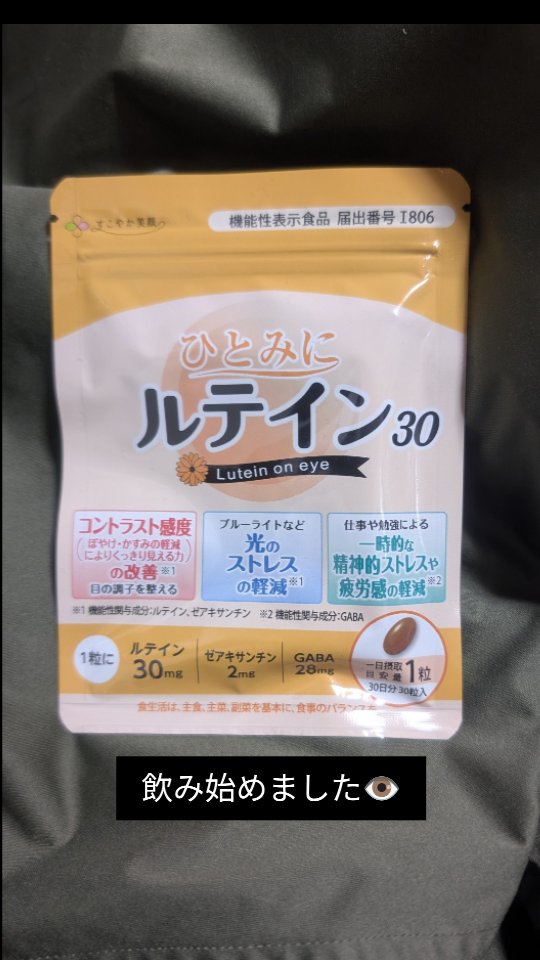 すこやか美顔
機能性表示食品 届出番号 I806
ひとみに
ルテイン30
Lutein on eye
コントラスト感度
(ぼやけ・かすみの軽減
によりくっきり見える力)
の改善※1
目の調子を整える
ブルーライトなど
光の
ストレス
の軽減※1
仕事や勉強による
一時的な
精神的ストレスや
疲労感の軽減※2
※1 機能性関与成分:ルテイン、ゼアキサンチン ※2 機能性関与成分:GABA
1粒に
ルテイン
30mg
ゼアキサンチン
2mg
GABA
28mg
一日摂取
目安量
1粒
30日分 30粒入
食生活は、主食、主菜、副菜を基本に、食事のバランスを
飲み始めました👁️